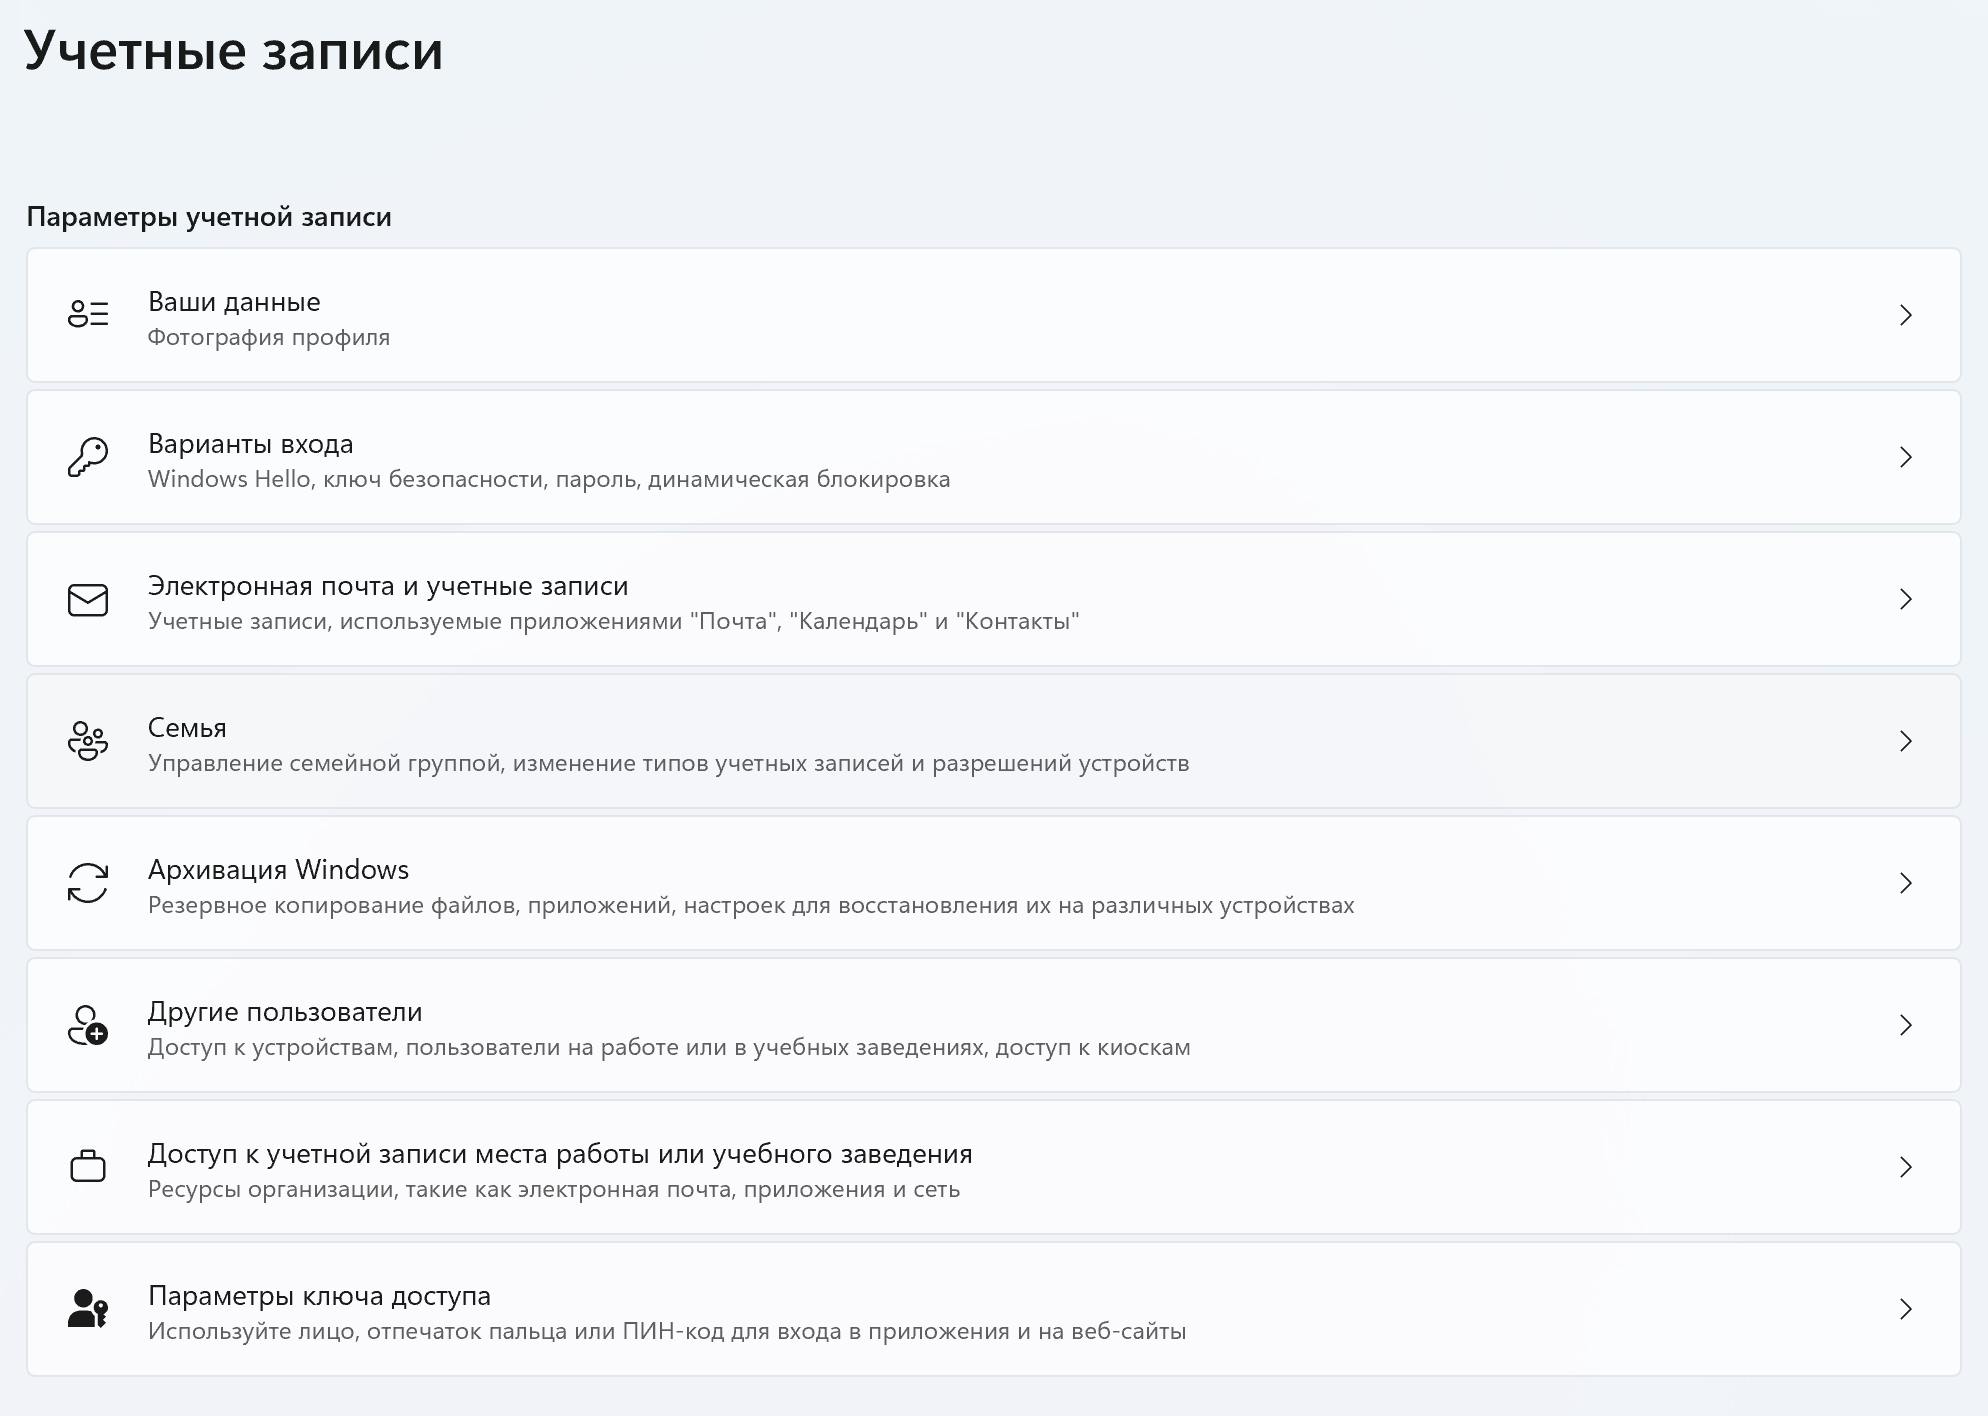 Учетные записи
Параметры учетной записи
Ваши данные
Фотография профиля
Варианты входа
Windows Hello, ключ безопасности, пароль, динамическая блокировка
Электронная почта и учетные записи
Учетные записи, используемые приложениями "Почта", "Календарь" и "Контакты"
Семья
Управление семейной группой, изменение типов учетных записей и разрешений устройств
Архивация Windows
Резервное копирование файлов, приложений, настроек для восстановления их на различных устройствах
Другие пользователи
Доступ к устройствам, пользователи на работе или в учебных заведениях, доступ к киоскам
Доступ к учетной записи места работы или учебного заведения
Ресурсы организации, такие как электронная почта, приложения и сеть
Параметры ключа доступа
Используйте лицо, отпечаток пальца или ПИН-код для входа в приложения и на веб-сайты